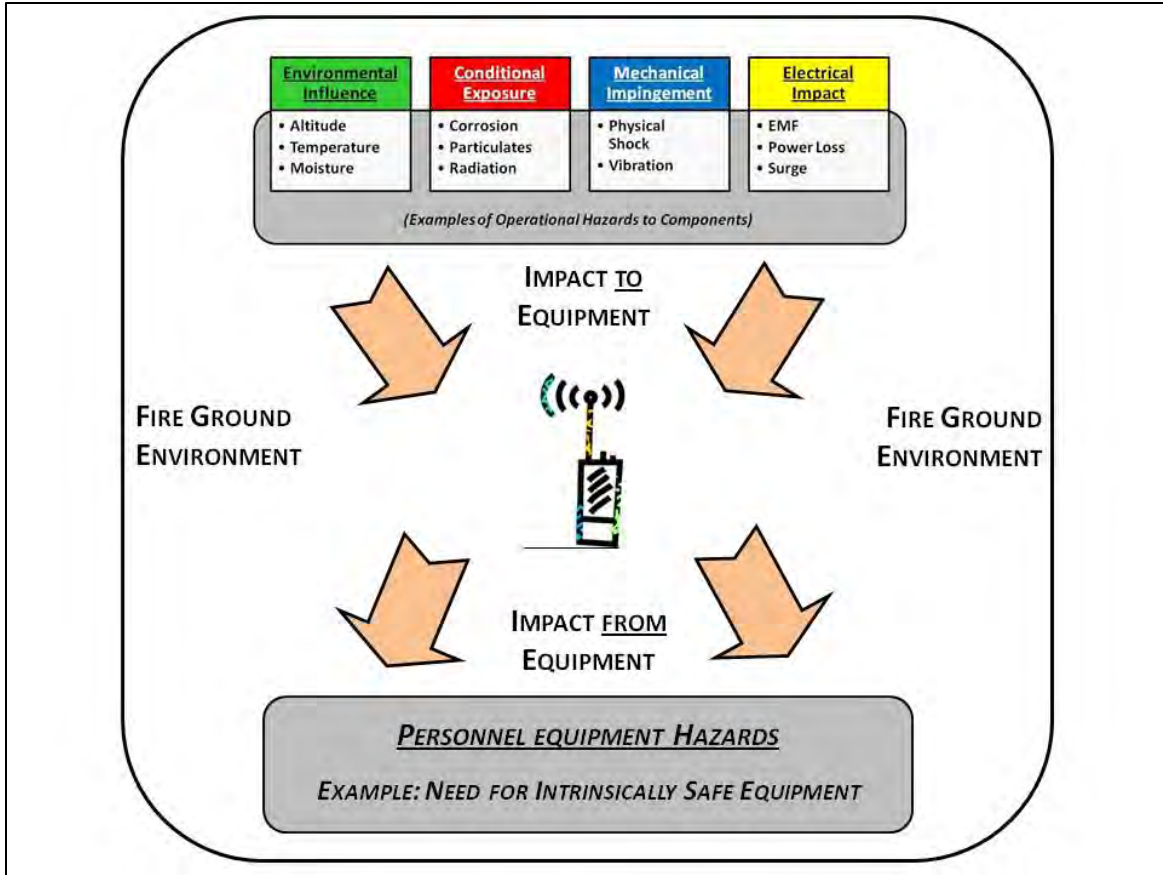 Environmental
Influence
• Altitude
• Temperature
• Moisture
Conditional
Exposure
• Corrosion
• Particulates
• Radiation
Mechanical
Impingement
• Physical
Shock
• Vibration
Electrical
Impact
• EMF
• Power Loss
• Surge
(Examples of Operational Hazards to Components)
IMPACT TO
EQUIPMENT
FIRE GROUND
ENVIRONMENT
FIRE GROUND
ENVIRONMENT
IMPACT FROM
EQUIPMENT
PERSONNEL EQUIPMENT HAZARDS
EXAMPLE: NEED FOR INTRINSICALLY SAFE EQUIPMENT